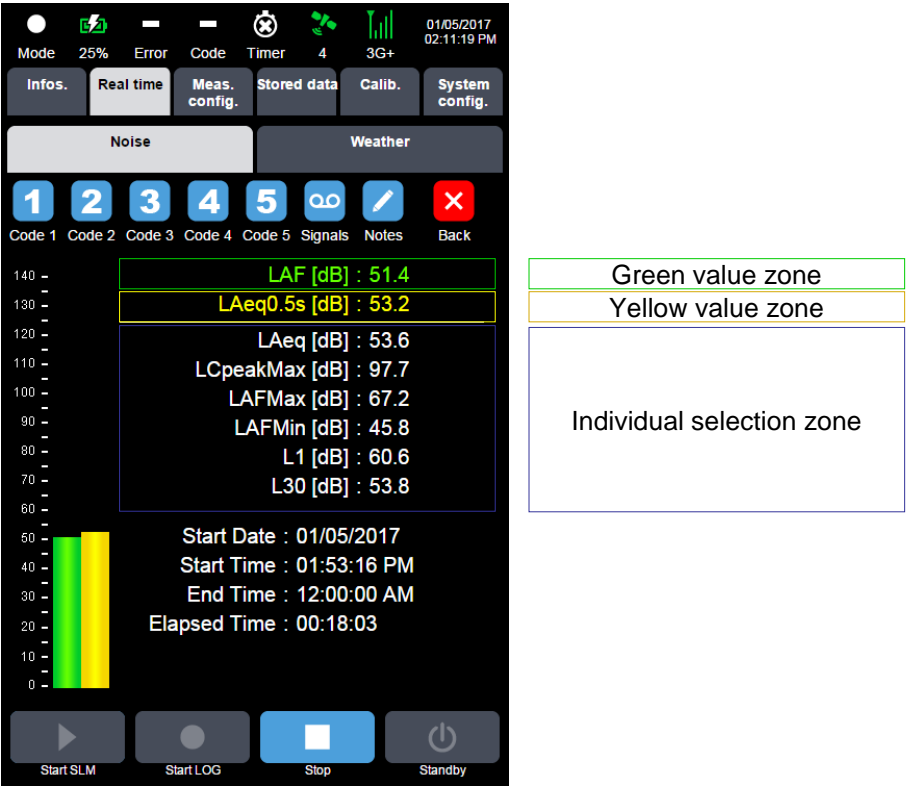 01/05/2017
02:11:19 PM
Mode 25% Error Code Timer 4 3G+
Infos. Real time Meas. config. Stored data Calib. System config.
Noise Weather
1 2 3 4 5
Code 1 Code 2 Code 3 Code 4 Code 5 Signals Notes Back
140
LAF [dB] : 51.4
Green value zone
130
LAeq0.5s [dB] : 53.2
Yellow value zone
120
LAeq [dB] : 53.6
110
LCpeakMax [dB] : 97.7
100
LAFMax [dB] : 67.2
90
LAFMin [dB] : 45.8
Individual selection zone
80
L1 [dB] : 60.6
70
L30 [dB] : 53.8
60
50
Start Date : 01/05/2017
40
Start Time : 01:53:16 PM
30
End Time : 12:00:00 AM
20
Elapsed Time : 00:18:03
10
0
Start SLM Start LOG Stop Standby